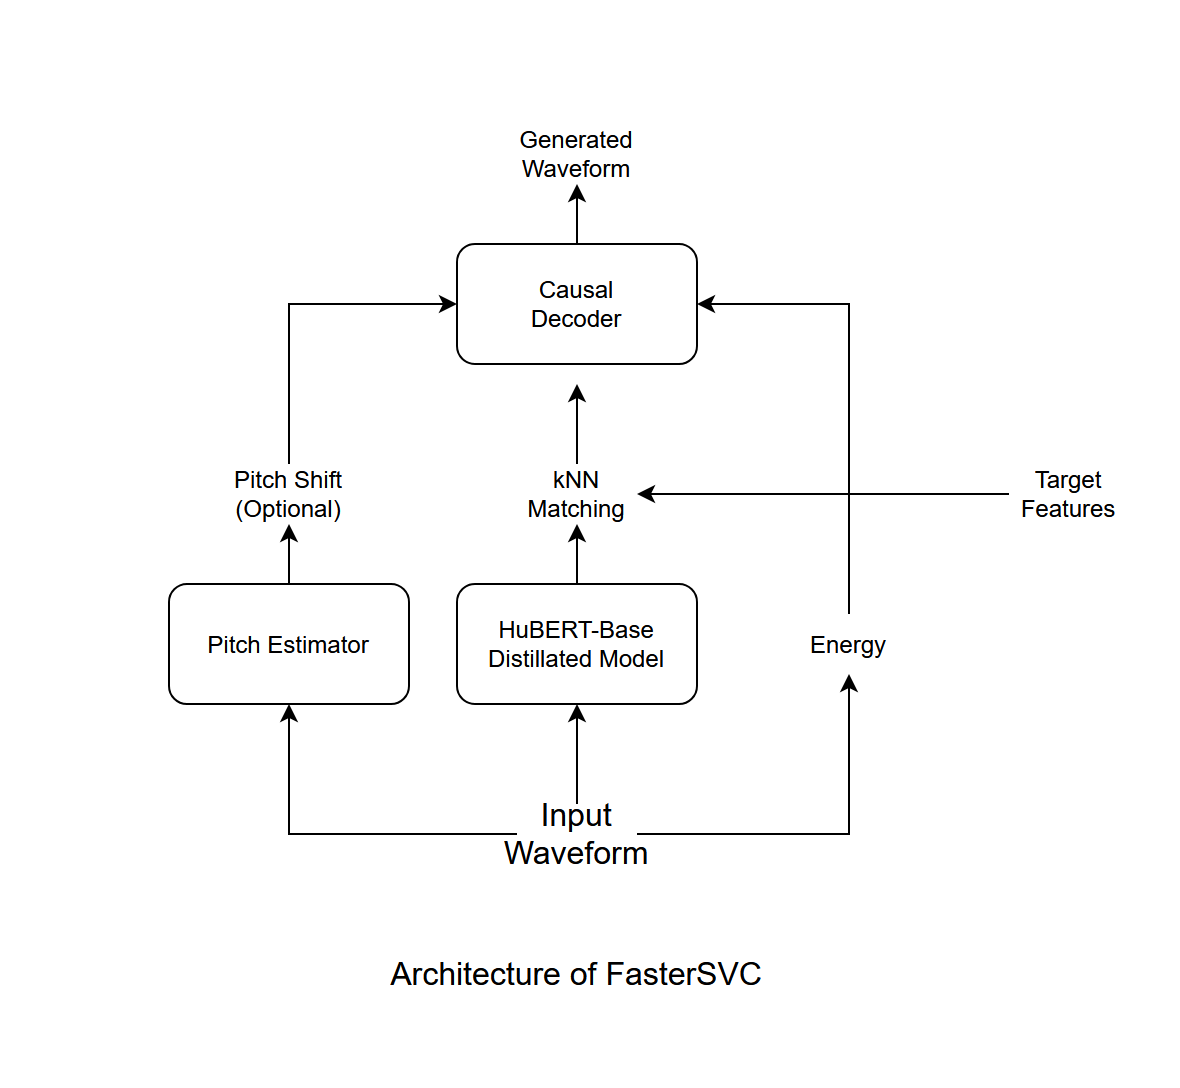 Generated
Waveform
Causal
Decoder
Pitch Shift
(Optional)
kNN
Matching
Target
Features
Pitch Estimator
HuBERT-Base
Distillated Model
Energy
Input
Waveform
Architecture of FasterSVC